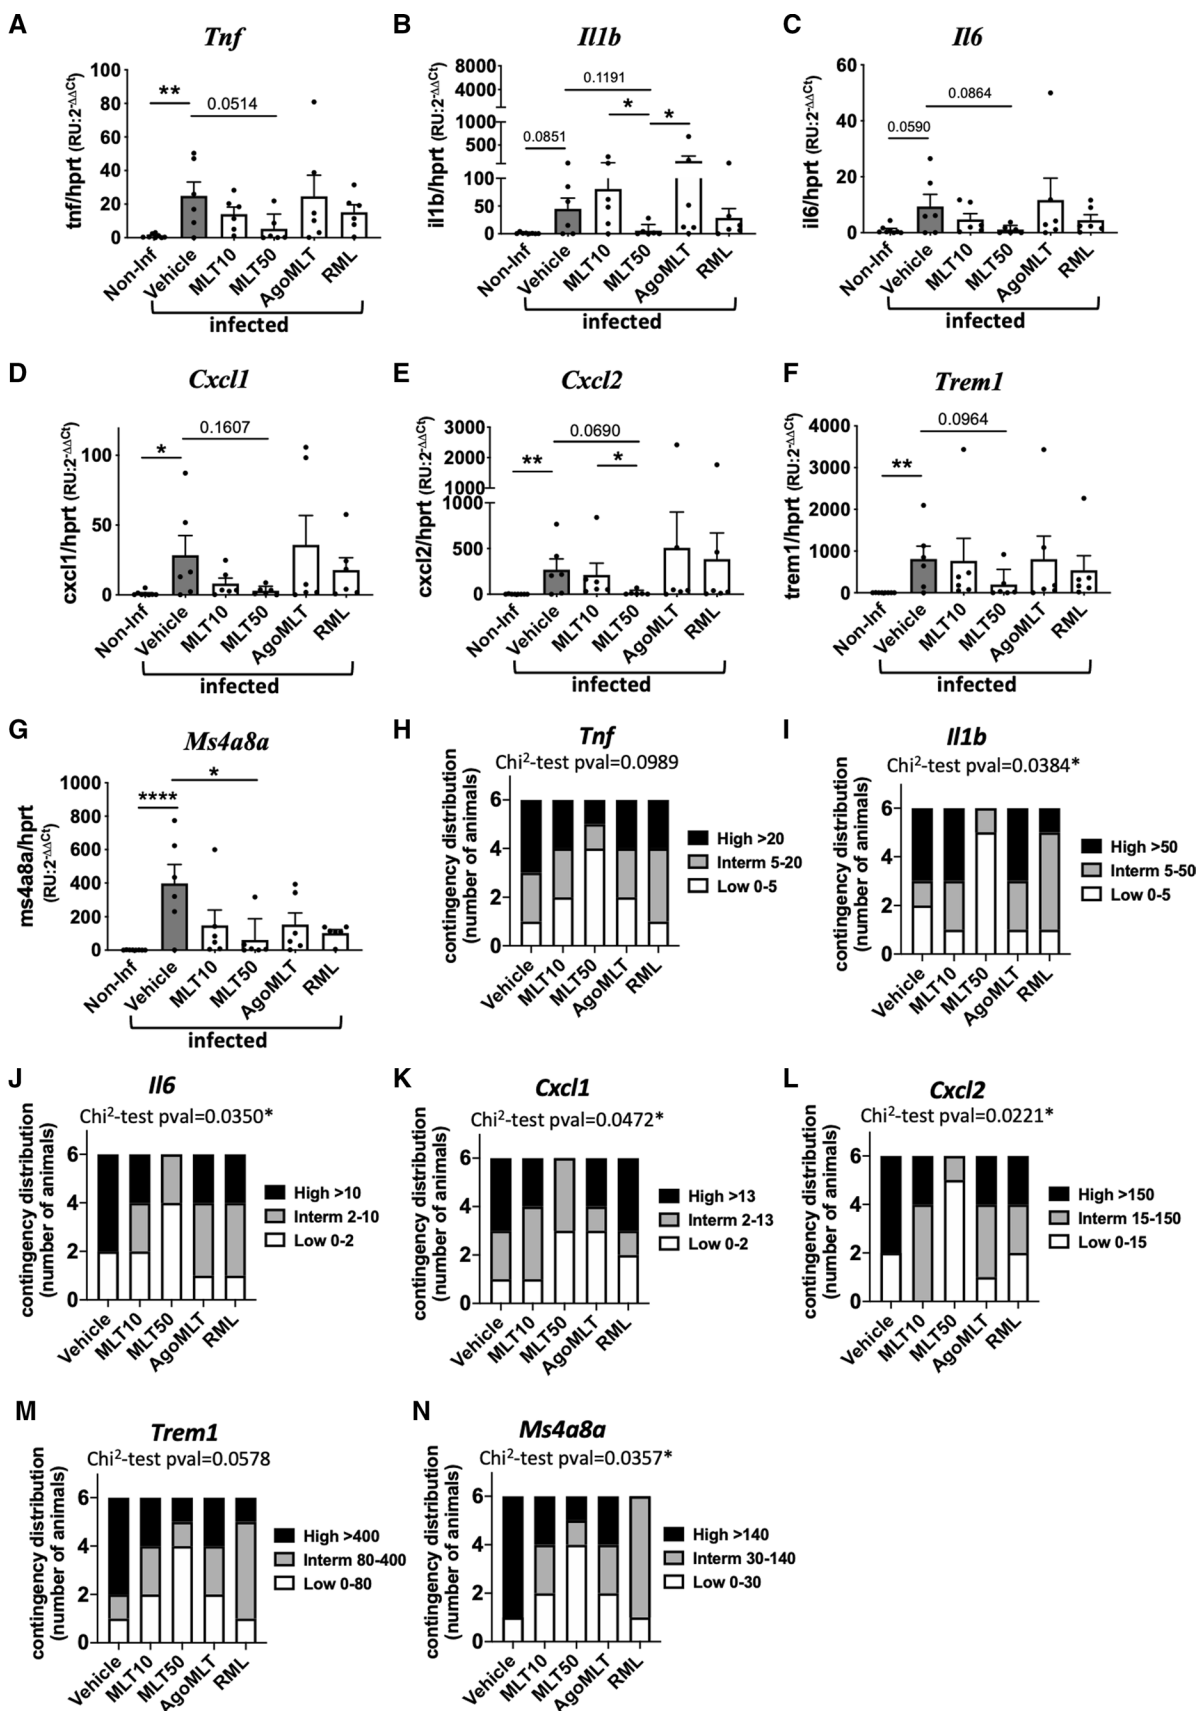 A
Tnf
tnf/hprt (RU:2-ΔΔCt)
100
80
60
40
20
0
**
0.0514
Non-Inf
Vehicle
MLT10
MLT50
AgoMLT
RML
infected
B
Il1b
il1b/hprt (RU:2-ΔΔCt)
8000
4000
1000
500
100
50
0
0.0851
0.1191
*
*
Non-Inf
Vehicle
MLT10
MLT50
AgoMLT
RML
infected
C
Il6
il6/hprt (RU:2-ΔΔCt)
60
40
20
0
0.0590
0.0864
Non-Inf
Vehicle
MLT10
MLT50
AgoMLT
RML
infected
D
Cxcl1
cxcl1/hprt (RU:2-ΔΔCt)
100
50
0
*
0.1607
Non-Inf
Vehicle
MLT10
MLT50
AgoMLT
RML
infected
E
Cxcl2
cxcl2/hprt (RU:2-ΔΔCt)
3000
2000
1000
1000
500
0
**
0.0690
*
Non-Inf
Vehicle
MLT10
MLT50
AgoMLT
RML
infected
F
Trem1
trem1/hprt (RU:2-ΔΔCt)
4000
3000
2000
1000
0
**
0.0964
Non-Inf
Vehicle
MLT10
MLT50
AgoMLT
RML
infected
G
Ms4a8a
ms4a8a/hprt
(RU:2-ΔΔCt)
1000
800
600
400
200
0
****
*
Non-Inf
Vehicle
MLT10
MLT50
AgoMLT
RML
infected
H
Tnf
Chi2-test pval=0.0989
contingency distribution
(number of animals)
6
4
2
0
High >20
Interm 5-20
Low 0-5
Vehicle
MLT10
MLT50
AgoMLT
RML
I
Il1b
Chi2-test pval=0.0384*
contingency distribution
(number of animals)
6
4
2
0
High >50
Interm 5-50
Low 0-5
Vehicle
MLT10
MLT50
AgoMLT
RML
J
Il6
Chi2-test pval=0.0350*
contingency distribution
(number of animals)
6
4
2
0
High >10
Interm 2-10
Low 0-2
Vehicle
MLT10
MLT50
AgoMLT
RML
K
Cxcl1
Chi2-test pval=0.0472*
contingency distribution
(number of animals)
6
4
2
0
High >13
Interm 2-13
Low 0-2
Vehicle
MLT10
MLT50
AgoMLT
RML
L
Cxcl2
Chi2-test pval=0.0221*
contingency distribution
(number of animals)
6
4
2
0
High >150
Interm 15-150
Low 0-15
Vehicle
MLT10
MLT50
AgoMLT
RML
M
Trem1
Chi2-test pval=0.0578
contingency distribution
(number of animals)
6
4
2
0
High >400
Interm 80-400
Low 0-80
Vehicle
MLT10
MLT50
AgoMLT
RML
N
Ms4a8a
Chi2-test pval=0.0357*
contingency distribution
(number of animals)
6
4
2
0
High >140
Interm 30-140
Low 0-30
Vehicle
MLT10
MLT50
AgoMLT
RML